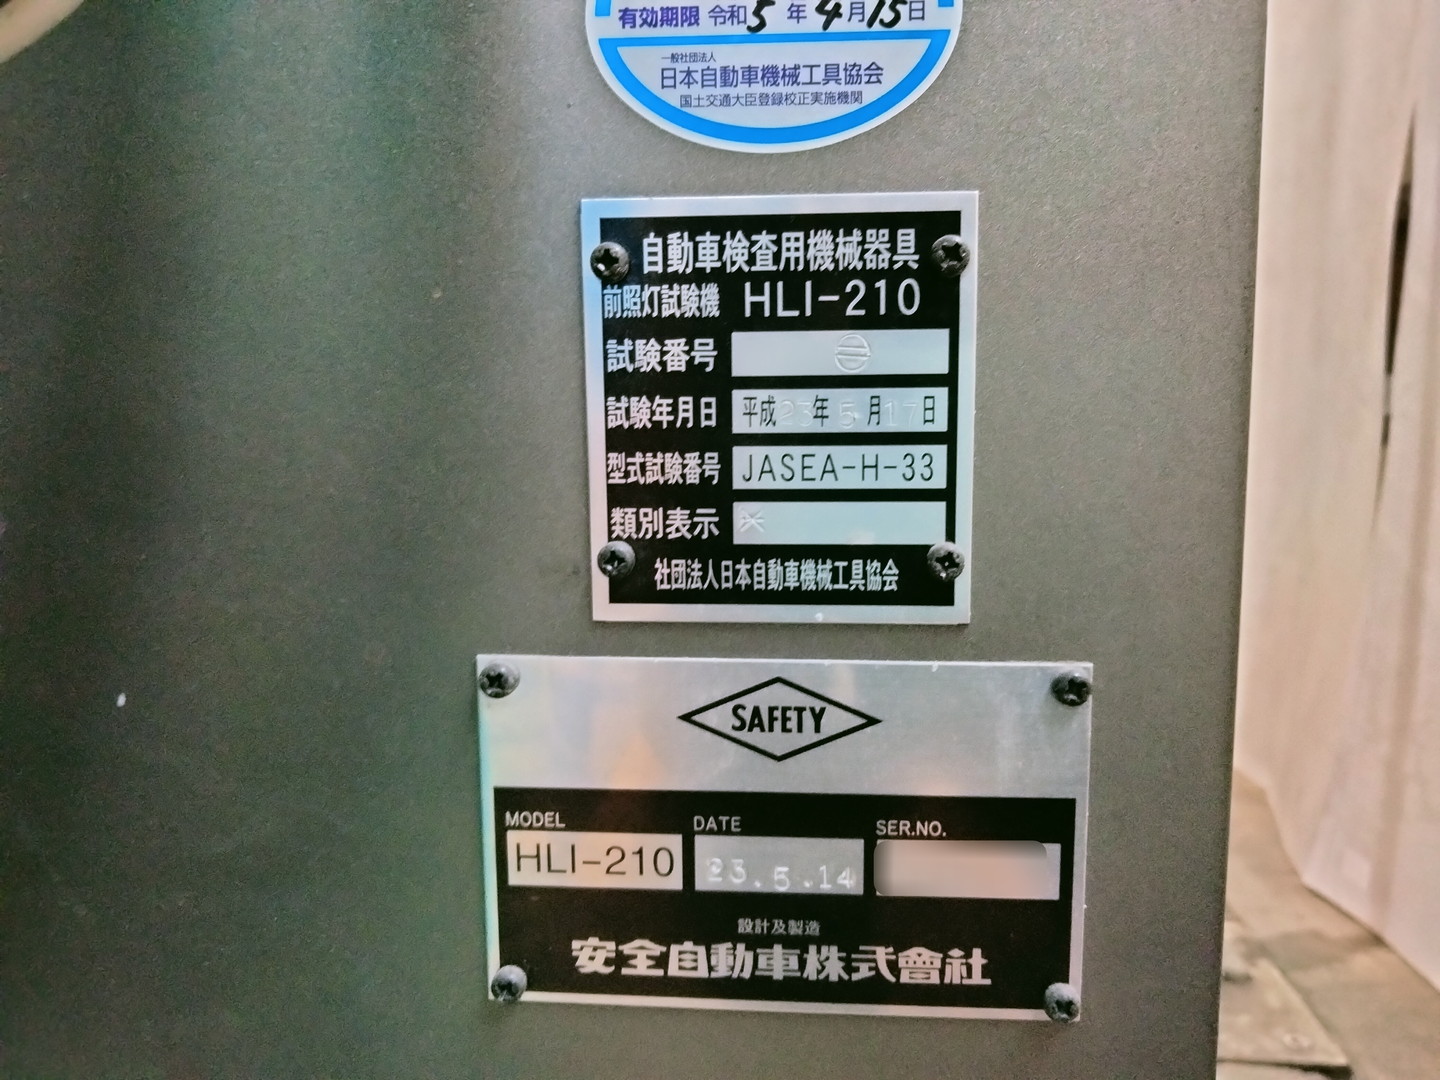 有効期限 令和5年4月15日
一般社団法人
日本自動車機械工具協会
国土交通大臣登録校正実施機関
自動車検査用機械器具
前照灯試験機 HLI-210
試験番号
試験年月日 平成23年5月17日
型式試験番号 JASEA-H-33
類別表示
社団法人日本自動車機械工具協会
SAFETY
MODEL DATE SER.NO.
HLI-210 23.5.14
設計及製造
安全自動車株式會社